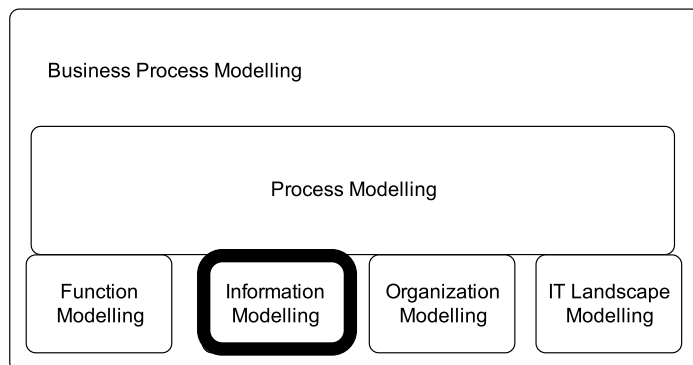 Business Process Modelling
Process Modelling
Function
Modelling
Information
Modelling
Organization
Modelling
IT Landscape
Modelling